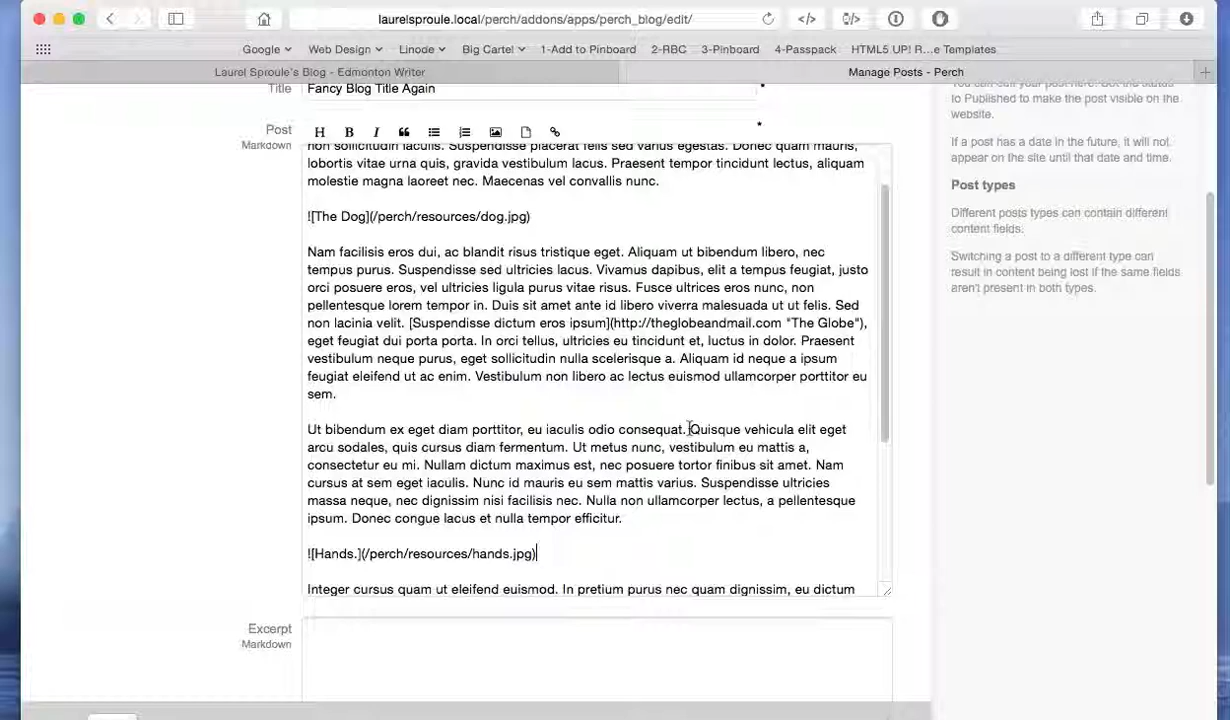 laurelsproule.local/perch/addons/apps/perch_blog/edit/
Google Web Design Linode Big Cartel 1-Add to Pinboard 2-RBC 3-Pinboard 4-Passpack HTML5 UP! R...e Templates
Laurel Sproule's Blog - Edmonton Writer
Manage Posts - Perch
Title
Fancy Blog Title Again
*
Post
Markdown
H B I
*
non sollicitudin iaculis. Suspendisse placerat felis sed varius egestas. Donec quam mauris,
lobortis vitae urna quis, gravida vestibulum lacus. Praesent tempor tincidunt lectus, aliquam
molestie magna laoreet nec. Maecenas vel convallis nunc.
![The Dog](/perch/resources/dog.jpg)
Nam facilisis eros dui, ac blandit risus tristique eget. Aliquam ut bibendum libero, nec
tempus purus. Suspendisse sed ultricies lacus. Vivamus dapibus, elit a tempus feugiat, justo
orci posuere eros, vel ultricies ligula purus vitae risus. Fusce ultrices eros nunc, non
pellentesque lorem tempor in. Duis sit amet ante id libero viverra malesuada ut ut felis. Sed
non lacinia velit. [Suspendisse dictum eros ipsum](http://theglobeandmail.com "The Globe"),
eget feugiat dui porta porta. In orci tellus, ultricies eu tincidunt et, luctus in dolor. Praesent
vestibulum neque purus, eget sollicitudin nulla scelerisque a. Aliquam id neque a ipsum
feugiat eleifend ut ac enim. Vestibulum non libero ac lectus euismod ullamcorper porttitor eu
sem.
Ut bibendum ex eget diam porttitor, eu iaculis odio consequat. Quisque vehicula elit eget
arcu sodales, quis cursus diam fermentum. Ut metus nunc, vestibulum eu mattis a,
consectetur eu mi. Nullam dictum maximus est, nec posuere tortor finibus sit amet. Nam
cursus at sem eget iaculis. Nunc id mauris eu sem mattis varius. Suspendisse ultricies
massa neque, nec dignissim nisi facilisis nec. Nulla non ullamcorper lectus, a pellentesque
ipsum. Donec congue lacus et nulla tempor efficitur.
![Hands.](/perch/resources/hands.jpg)
Integer cursus quam ut eleifend euismod. In pretium purus nec quam dignissim, eu dictum
Excerpt
Markdown
to Published to make the post visible on the
website.
If a post has a date in the future, it will not
appear on the site until that date and time.
Post types
Different posts types can contain different
content fields.
Switching a post to a different type can
result in content being lost if the same fields
aren't present in both types.